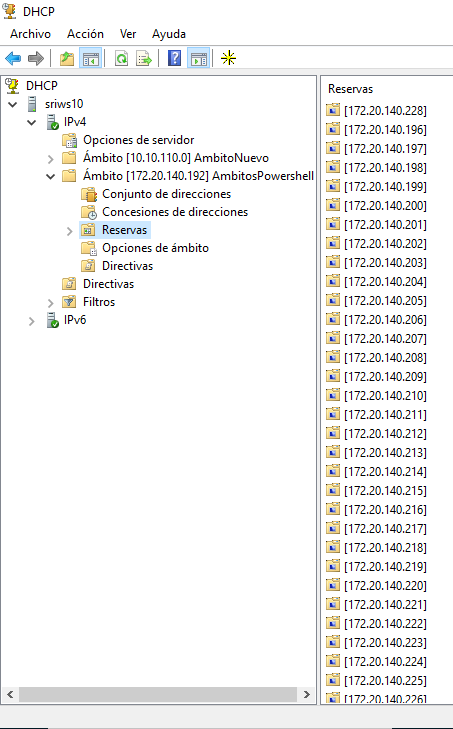 DHCP
Archivo Acción Ver Ayuda
DHCP
sriws10
IPv4
Opciones de servidor
Ámbito [10.10.110.0] AmbitoNuevo
Ámbito [172.20.140.192] AmbitosPowershell
Conjunto de direcciones
Concesiones de direcciones
Reservas
Opciones de ámbito
Directivas
Directivas
Filtros
IPv6
Reservas
[172.20.140.228]
[172.20.140.196]
[172.20.140.197]
[172.20.140.198]
[172.20.140.199]
[172.20.140.200]
[172.20.140.201]
[172.20.140.202]
[172.20.140.203]
[172.20.140.204]
[172.20.140.205]
[172.20.140.206]
[172.20.140.207]
[172.20.140.208]
[172.20.140.209]
[172.20.140.210]
[172.20.140.211]
[172.20.140.212]
[172.20.140.213]
[172.20.140.214]
[172.20.140.215]
[172.20.140.216]
[172.20.140.217]
[172.20.140.218]
[172.20.140.219]
[172.20.140.220]
[172.20.140.221]
[172.20.140.222]
[172.20.140.223]
[172.20.140.224]
[172.20.140.225]
[172.20.140.226]